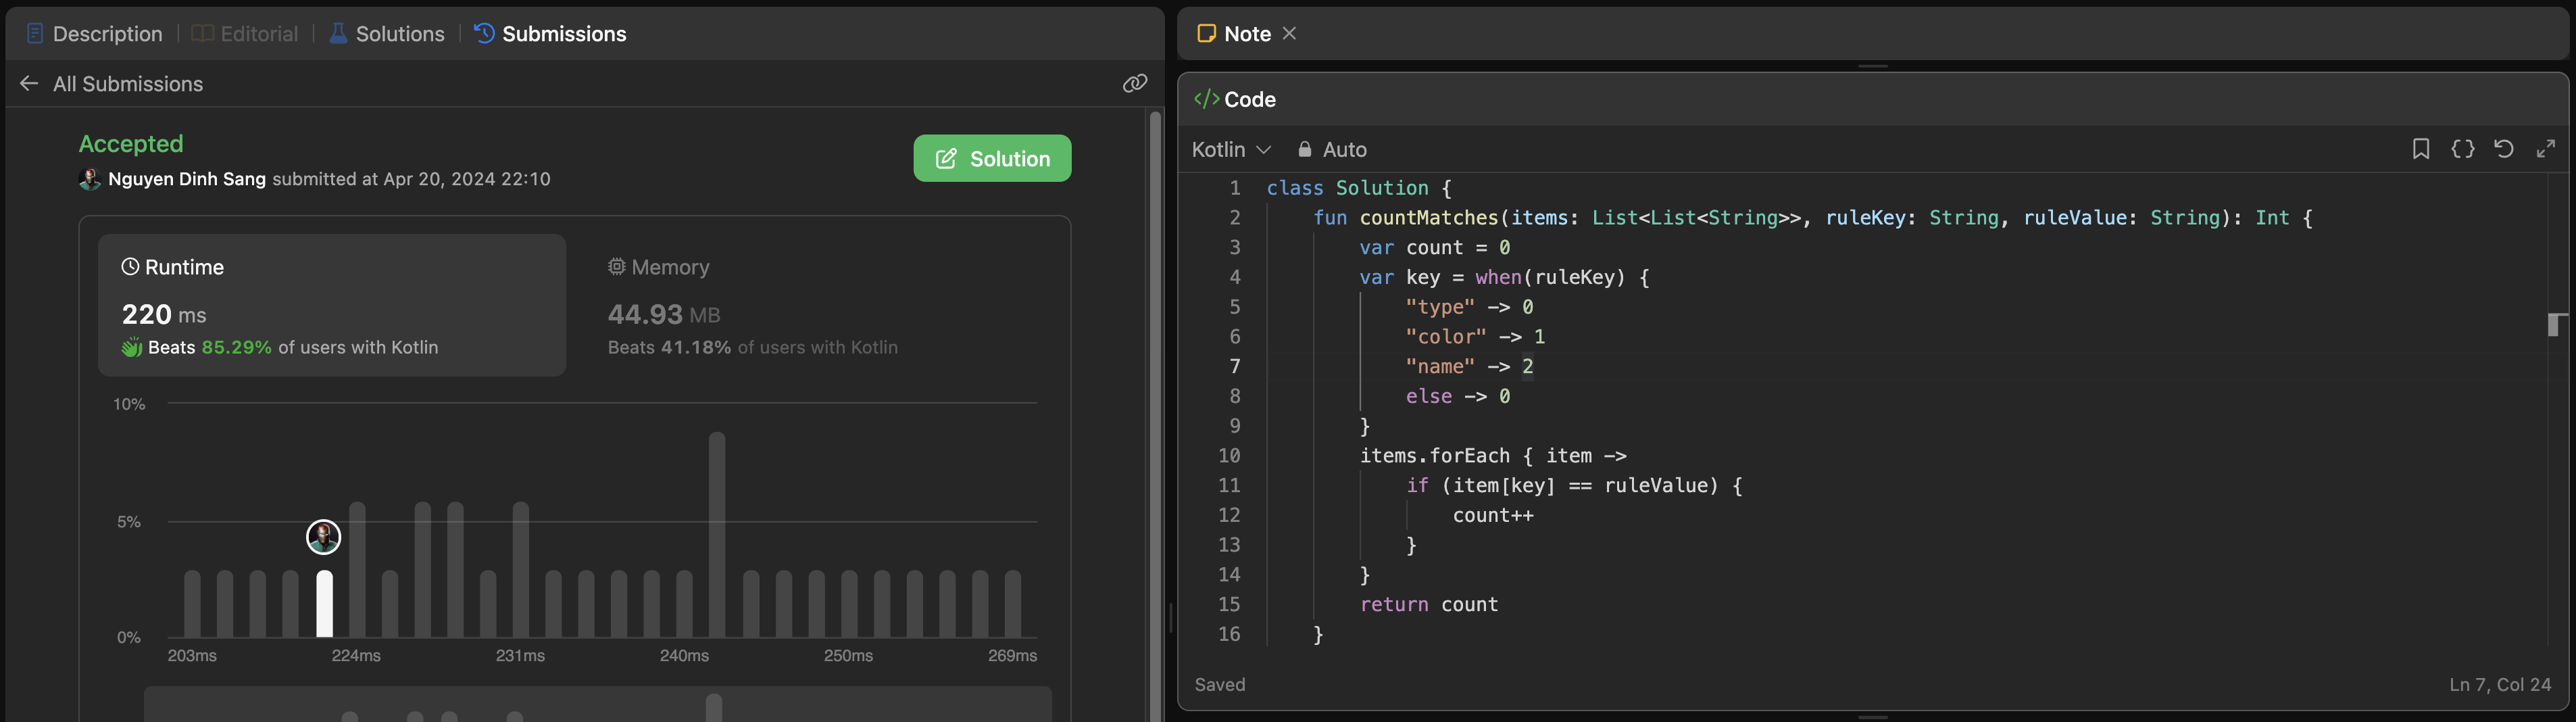 Description Editorial Solutions Submissions
All Submissions
Accepted
Nguyen Dinh Sang submitted at Apr 20, 2024 22:10
Solution
Runtime
220 ms
Beats 85.29% of users with Kotlin
Memory
44.93 MB
Beats 41.18% of users with Kotlin
10%
5%
0%
203ms 224ms 231ms 240ms 250ms 269ms
Note
</> Code
Kotlin Auto
1 class Solution {
2 fun countMatches(items: List<List<String>>, ruleKey: String, ruleValue: String): Int {
3 var count = 0
4 var key = when(ruleKey) {
5 "type" -> 0
6 "color" -> 1
7 "name" -> 2
8 else -> 0
9 }
10 items.forEach { item ->
11 if (item[key] == ruleValue) {
12 count++
13 }
14 }
15 return count
16 }
Saved
Ln 7, Col 24